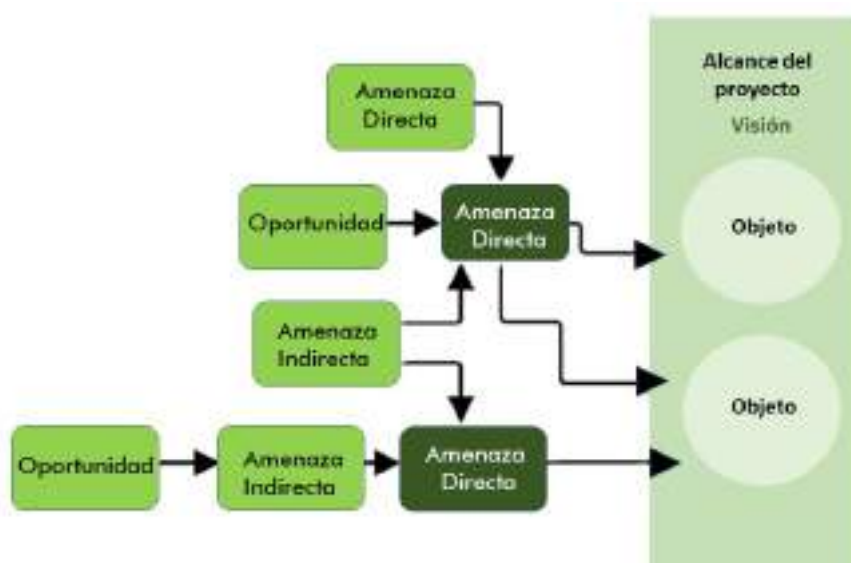 Alcance del
proyecto
Visión
Amenaza
Directa
Oportunidad
Amenaza
Directa
Objeto
Amenaza
Indirecta
Objeto
Oportunidad
Amenaza
Indirecta
Amenaza
Directa